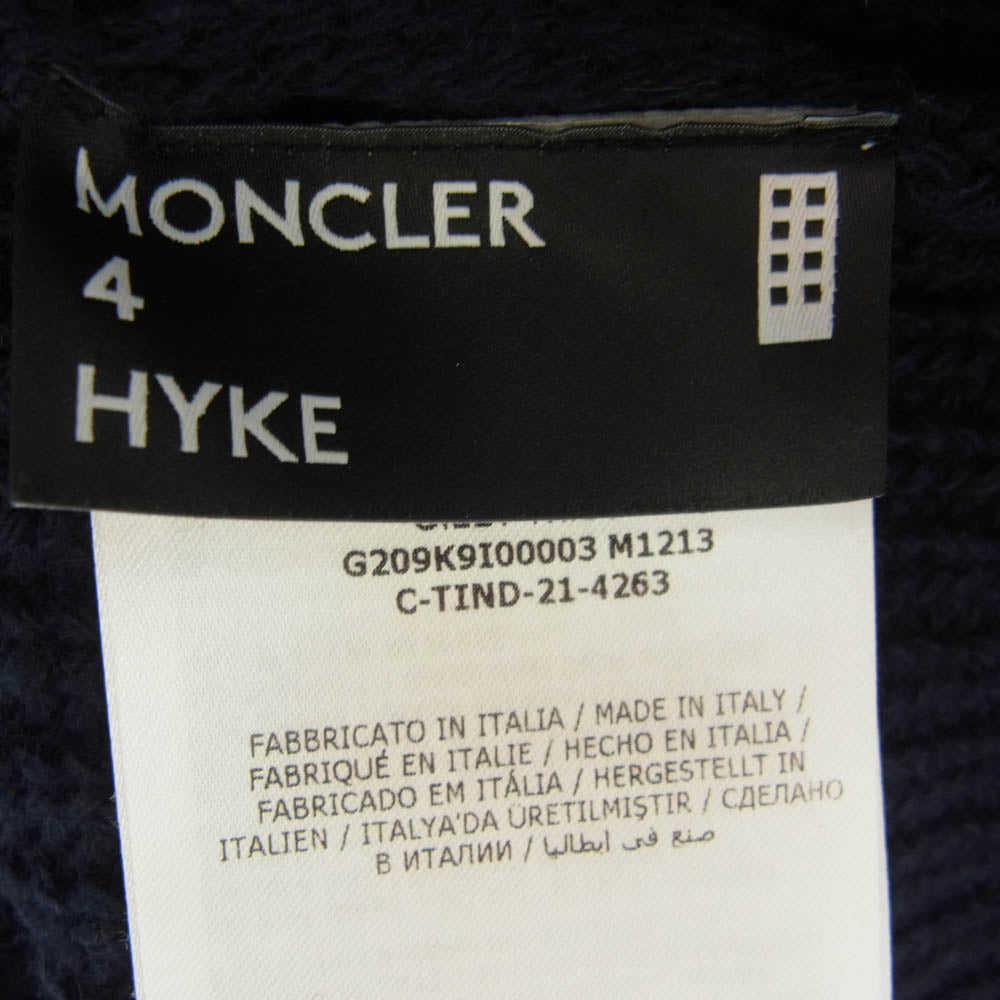 MONCLER
4
HYKE
G209K9I00003 M1213
C-TIND-21-4263
FABBRICATO IN ITALIA / MADE IN ITALY /
FABRIQUÉ EN ITALIE / HECHO EN ITALIA /
FABRICADO EM ITÁLIA / HERGESTELLT IN
ITALIEN / ITALYA'DA ÜRETILMIŞTIR / СДЕЛАНО
В ИТАЛИИ / صنع في ايطاليا